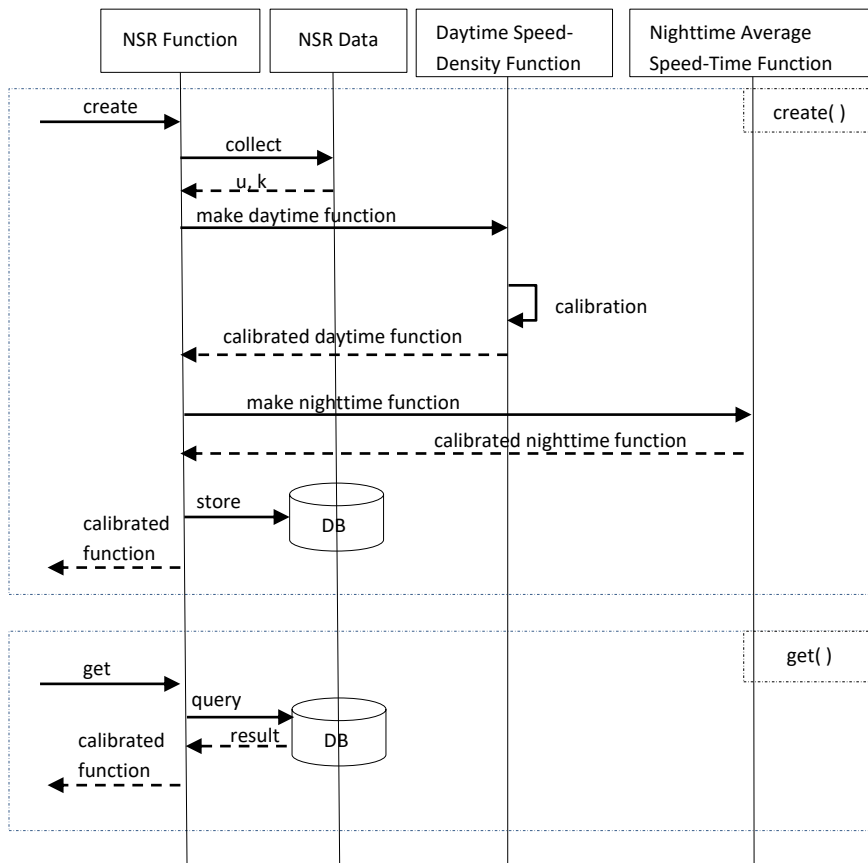 NSR Function
NSR Data
Daytime Speed-
Density Function
Nighttime Average
Speed-Time Function
create
create( )
collect
u, k
make daytime function
calibration
calibrated daytime function
make nighttime function
calibrated nighttime function
store
DB
calibrated
function
get
get( )
query
result
DB
calibrated
function